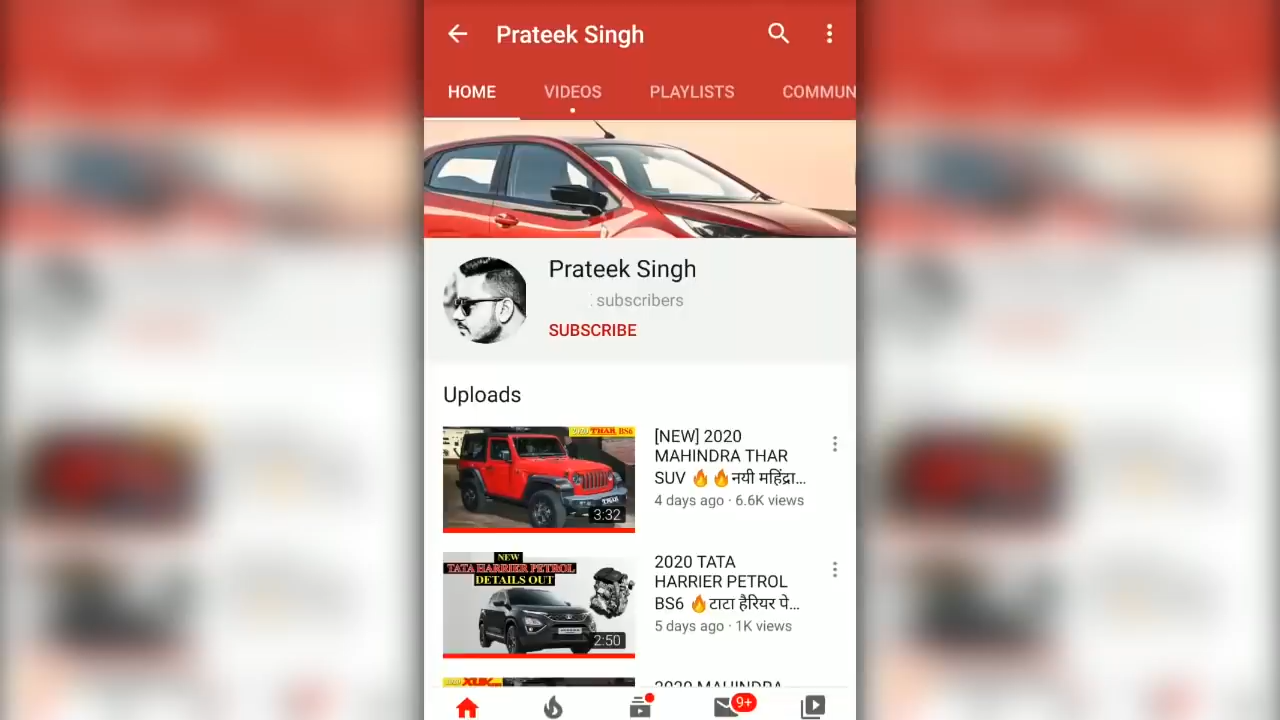 Prateek Singh
HOME VIDEOS PLAYLISTS COMMUN
Prateek Singh
subscribers
SUBSCRIBE
Uploads
THAR BS6
THAR
3:32
[NEW] 2020
MAHINDRA THAR
SUV 🔥🔥नयी महिंद्रा...
4 days ago · 6.6K views
NEW
TATA HARRIER PETROL
DETAILS OUT
2:50
2020 TATA
HARRIER PETROL
BS6 🔥टाटा हैरियर पे...
5 days ago · 1K views
2020 MAHINDRA
9+